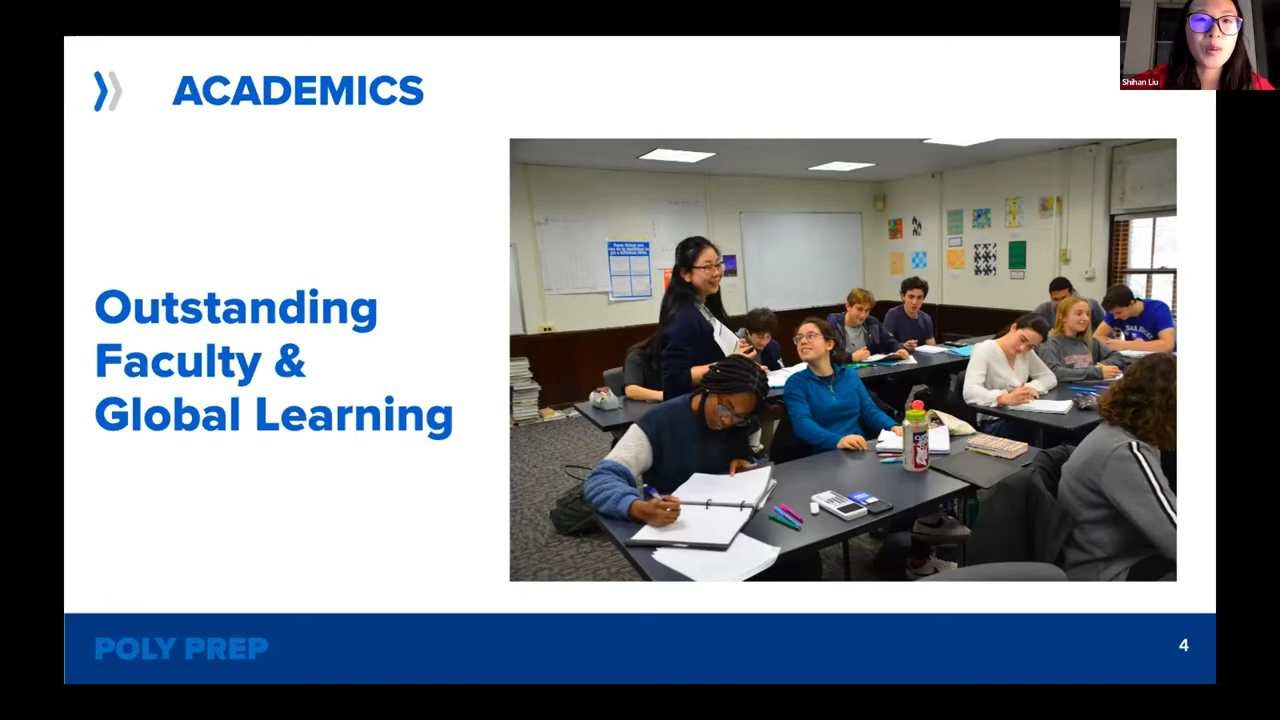 ACADEMICS
Shihan Liu
Outstanding
Faculty &
Global Learning
POLY PREP
4